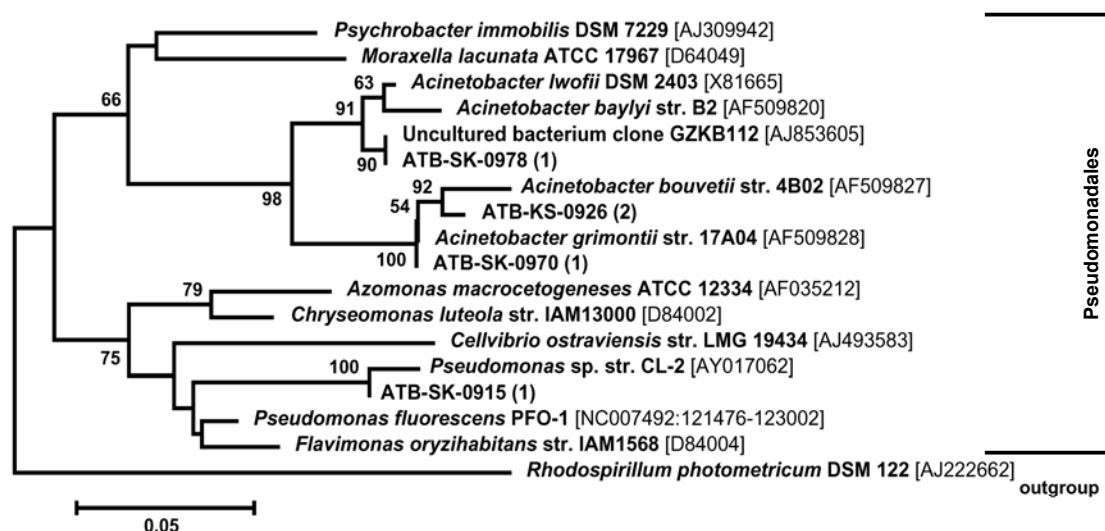 Psychrobacter immobilis DSM 7229 [AJ309942]
Moraxella lacunata ATCC 17967 [D64049]
66
63
Acinetobacter lwofii DSM 2403 [X81665]
91
Acinetobacter baylyi str. B2 [AF509820]
Uncultured bacterium clone GZKB112 [AJ853605]
90
ATB-SK-0978 (1)
98
92
Acinetobacter bouvetii str. 4B02 [AF509827]
54
ATB-KS-0926 (2)
Acinetobacter grimontii str. 17A04 [AF509828]
100
ATB-SK-0970 (1)
79
Azomonas macrocetogeneses ATCC 12334 [AF035212]
Chryseomonas luteola str. IAM13000 [D84002]
75
Cellvibrio ostraviensis str. LMG 19434 [AJ493583]
100
Pseudomonas sp. str. CL-2 [AY017062]
ATB-SK-0915 (1)
Pseudomonas fluorescens PFO-1 [NC007492:121476-123002]
Flavimonas oryzihabitans str. IAM1568 [D84004]
Rhodospirillum photometricum DSM 122 [AJ222662]
Pseudomonadales
outgroup
0.05